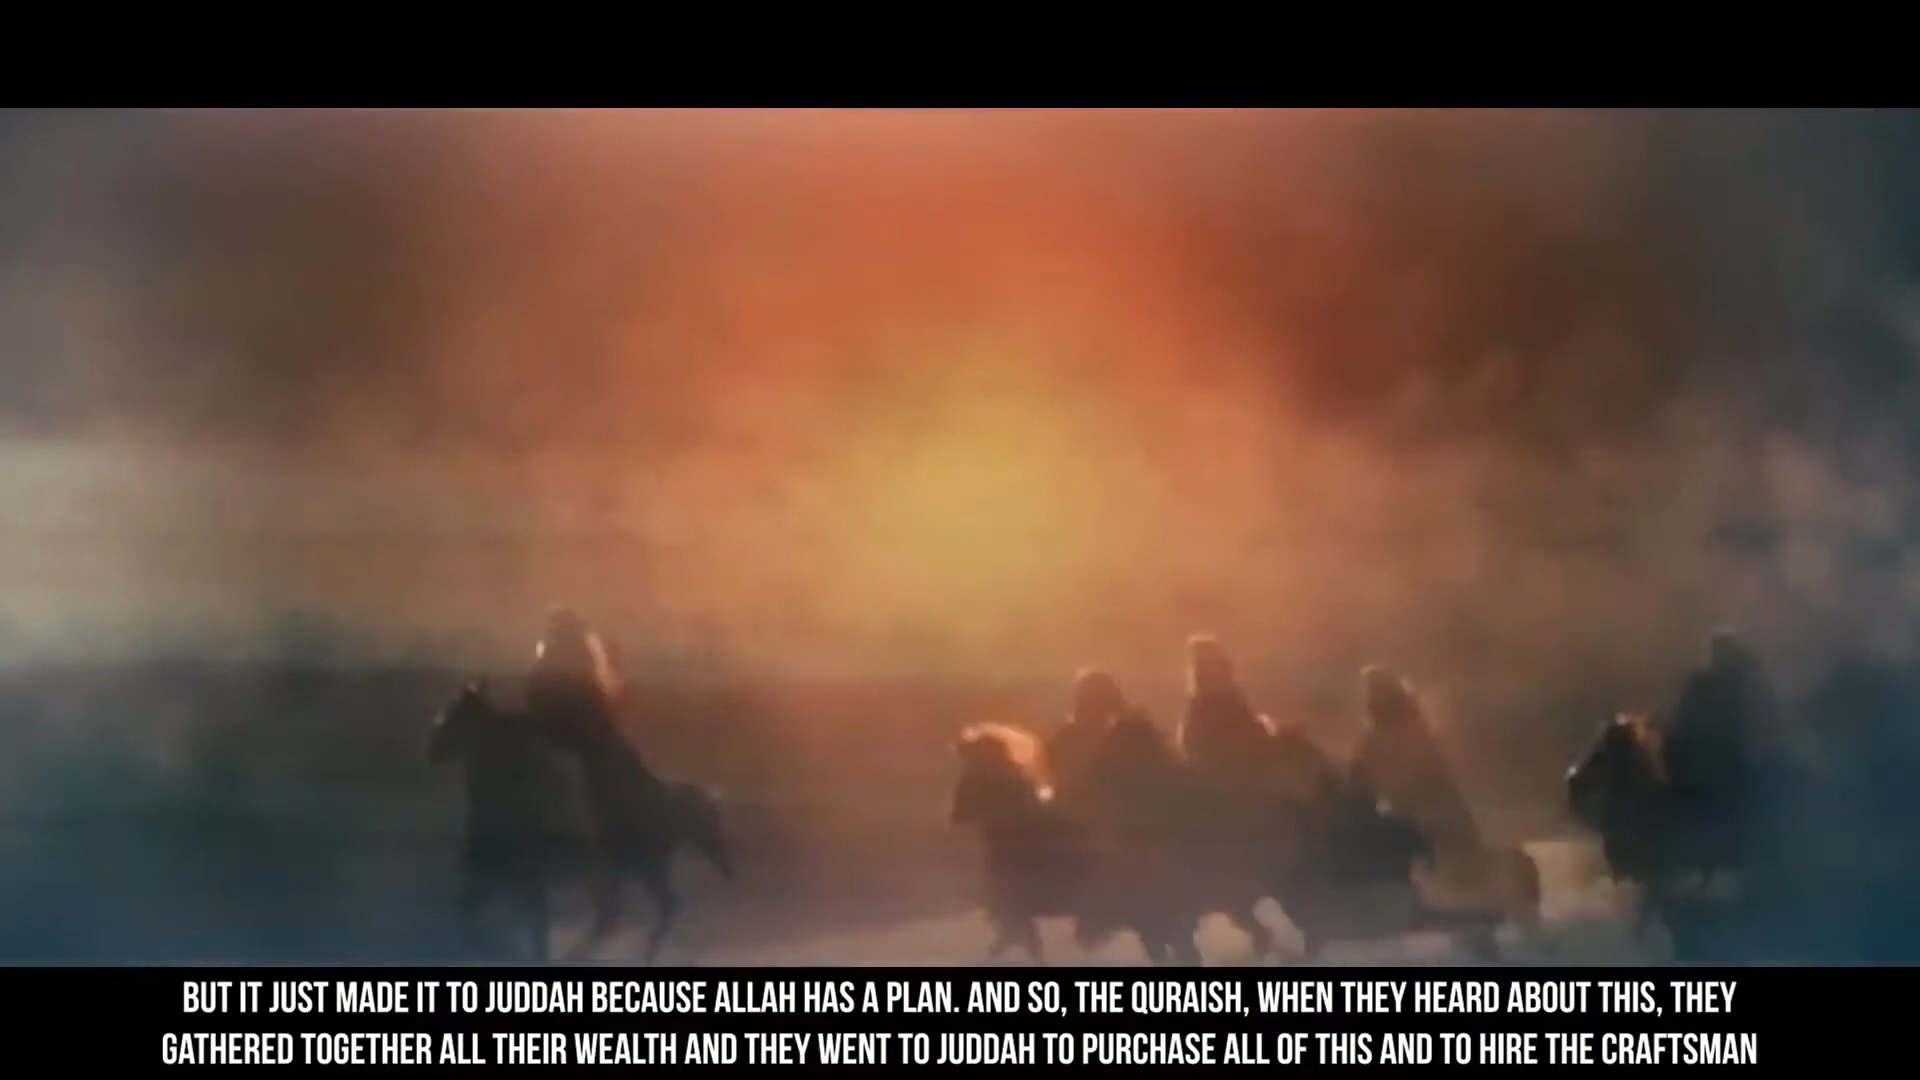 BUT IT JUST MADE IT TO JUDDAH BECAUSE ALLAH HAS A PLAN. AND SO, THE QURAISH, WHEN THEY HEARD ABOUT THIS, THEY
GATHERED TOGETHER ALL THEIR WEALTH AND THEY WENT TO JUDDAH TO PURCHASE ALL OF THIS AND TO HIRE THE CRAFTSMAN